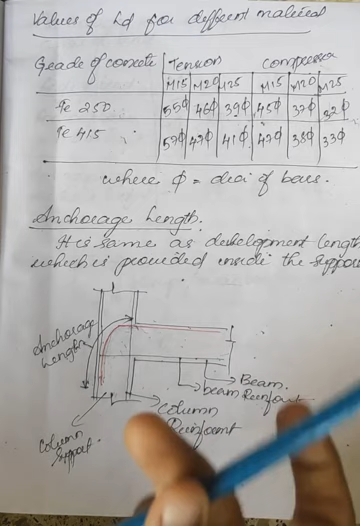 Values of Ld for different material
Grade of concrete Tension Compression
M15 M20 M25 M15 M20 M25
Fe 250 55φ 46φ 39φ 45φ 37φ 32φ
Fe 415 57φ 47φ 41φ 47φ 38φ 33φ
where φ = dia of bars.
Anchorage Length.
It is same as development length
which is provided inside the support
Anchorage
length
Beam.
beam Reinfout
Column
Reinfomt
Column
Support.